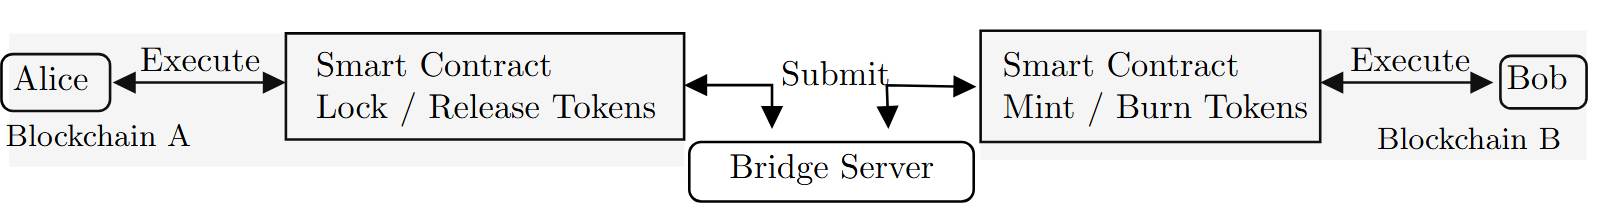 Alice
Blockchain A
Execute
Smart Contract
Lock / Release Tokens
Submit
Bridge Server
Smart Contract
Mint / Burn Tokens
Execute
Bob
Blockchain B